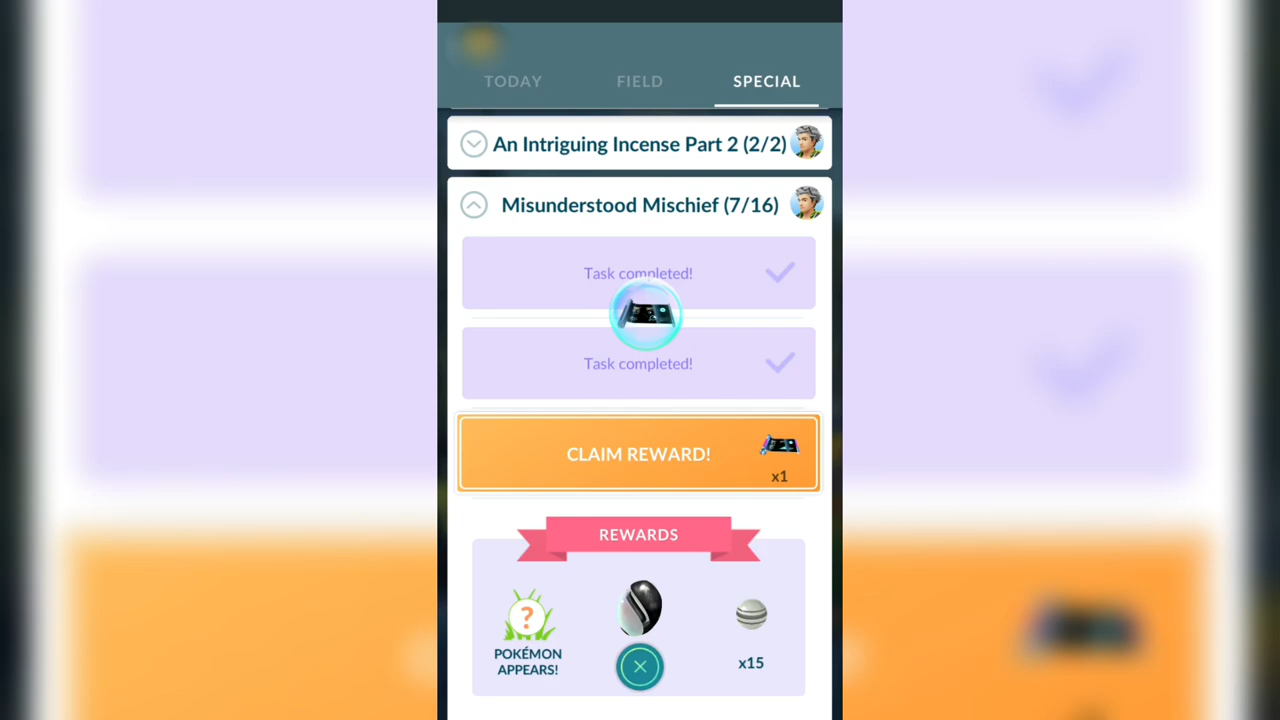 TODAY
FIELD
SPECIAL
An Intriguing Incense Part 2 (2/2)
Misunderstood Mischief (7/16)
Task completed!
Task completed!
CLAIM REWARD!
x1
REWARDS
?
POKÉMON
APPEARS!
x15